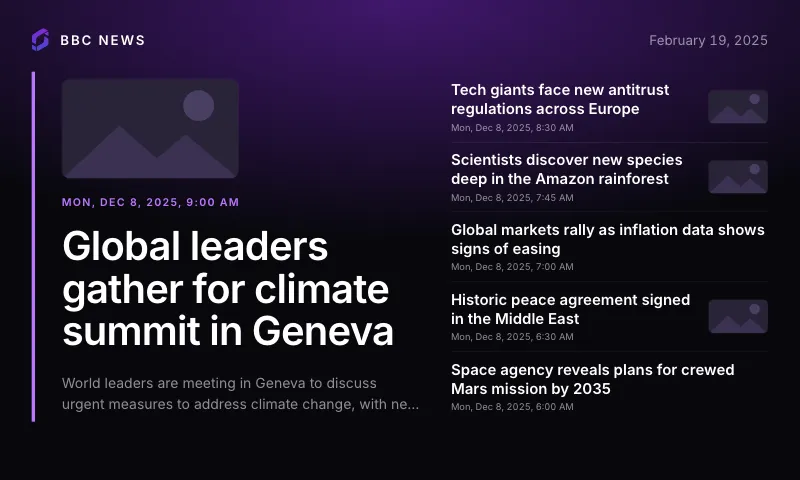 BBC NEWS
February 19, 2025
MON, DEC 8, 2025, 9:00 AM
Global leaders
gather for climate
summit in Geneva
World leaders are meeting in Geneva to discuss
urgent measures to address climate change, with ne...
Tech giants face new antitrust
regulations across Europe
Mon, Dec 8, 2025, 8:30 AM
Scientists discover new species
deep in the Amazon rainforest
Mon, Dec 8, 2025, 7:45 AM
Global markets rally as inflation data shows
signs of easing
Mon, Dec 8, 2025, 7:00 AM
Historic peace agreement signed
in the Middle East
Mon, Dec 8, 2025, 6:30 AM
Space agency reveals plans for crewed
Mars mission by 2035
Mon, Dec 8, 2025, 6:00 AM